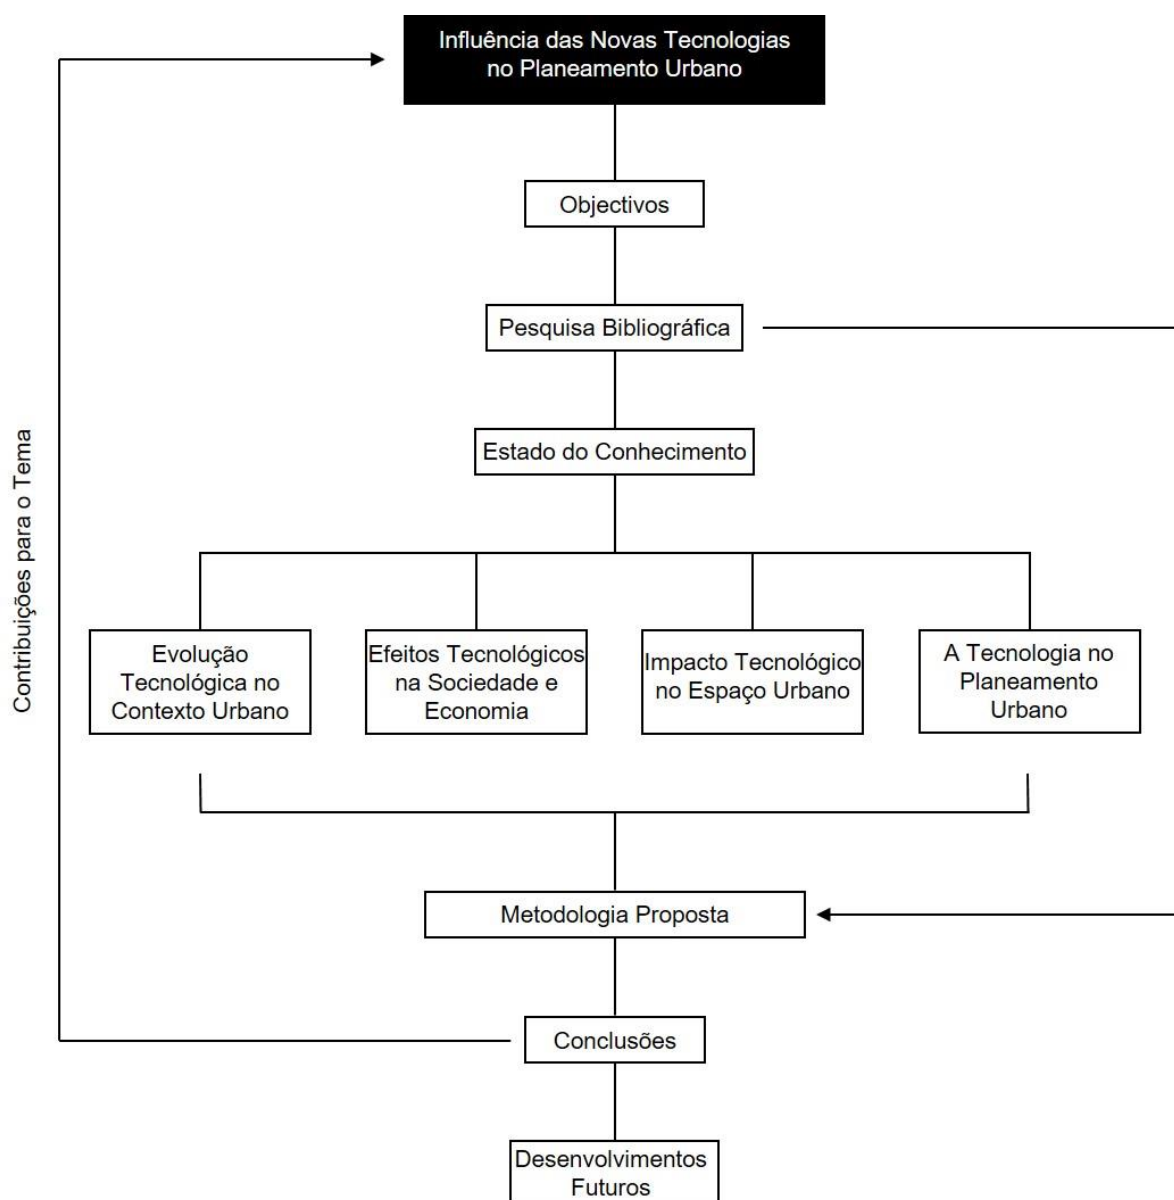 Influência das Novas Tecnologias
no Planeamento Urbano
Objectivos
Pesquisa Bibliográfica
Estado do Conhecimento
Contribuições para o Tema
Evolução
Tecnológica no
Contexto Urbano
Efeitos Tecnológicos
na Sociedade e
Economia
Impacto Tecnológico
no Espaço Urbano
A Tecnologia no
Planeamento
Urbano
Metodologia Proposta
Conclusões
Desenvolvimentos
Futuros